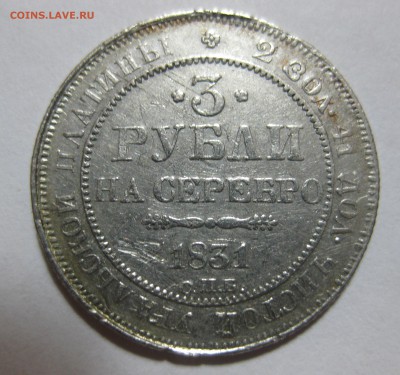 COINS.LAVE.RU
2 ЗОЛ. 41 ДОЛ. ЧИСТОЙ УРАЛЬСКОЙ ПЛАТИНЫ
*3*
РУБЛИ
НА СЕРЕБРО
1831
С.П.Б.